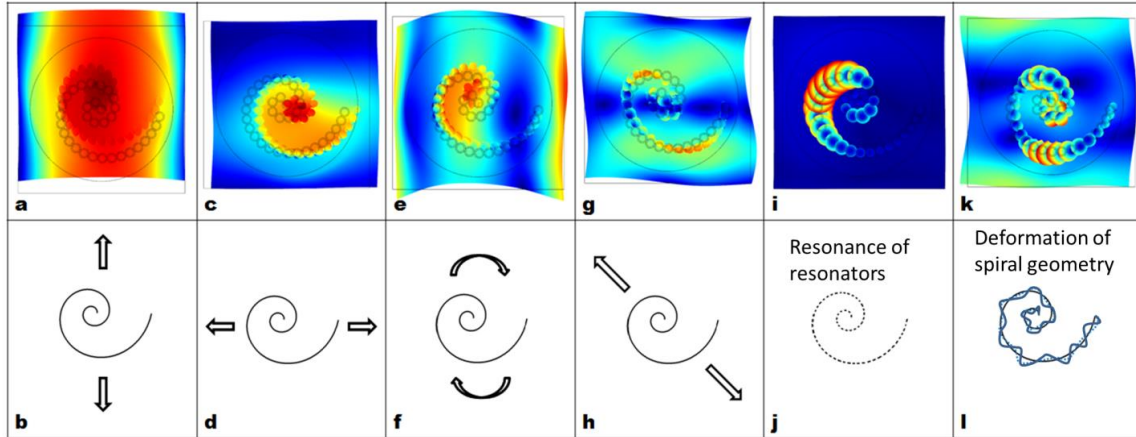 a
c
e
g
i
k
Resonance of
resonators
Deformation of
spiral geometry
b
d
f
h
j
l